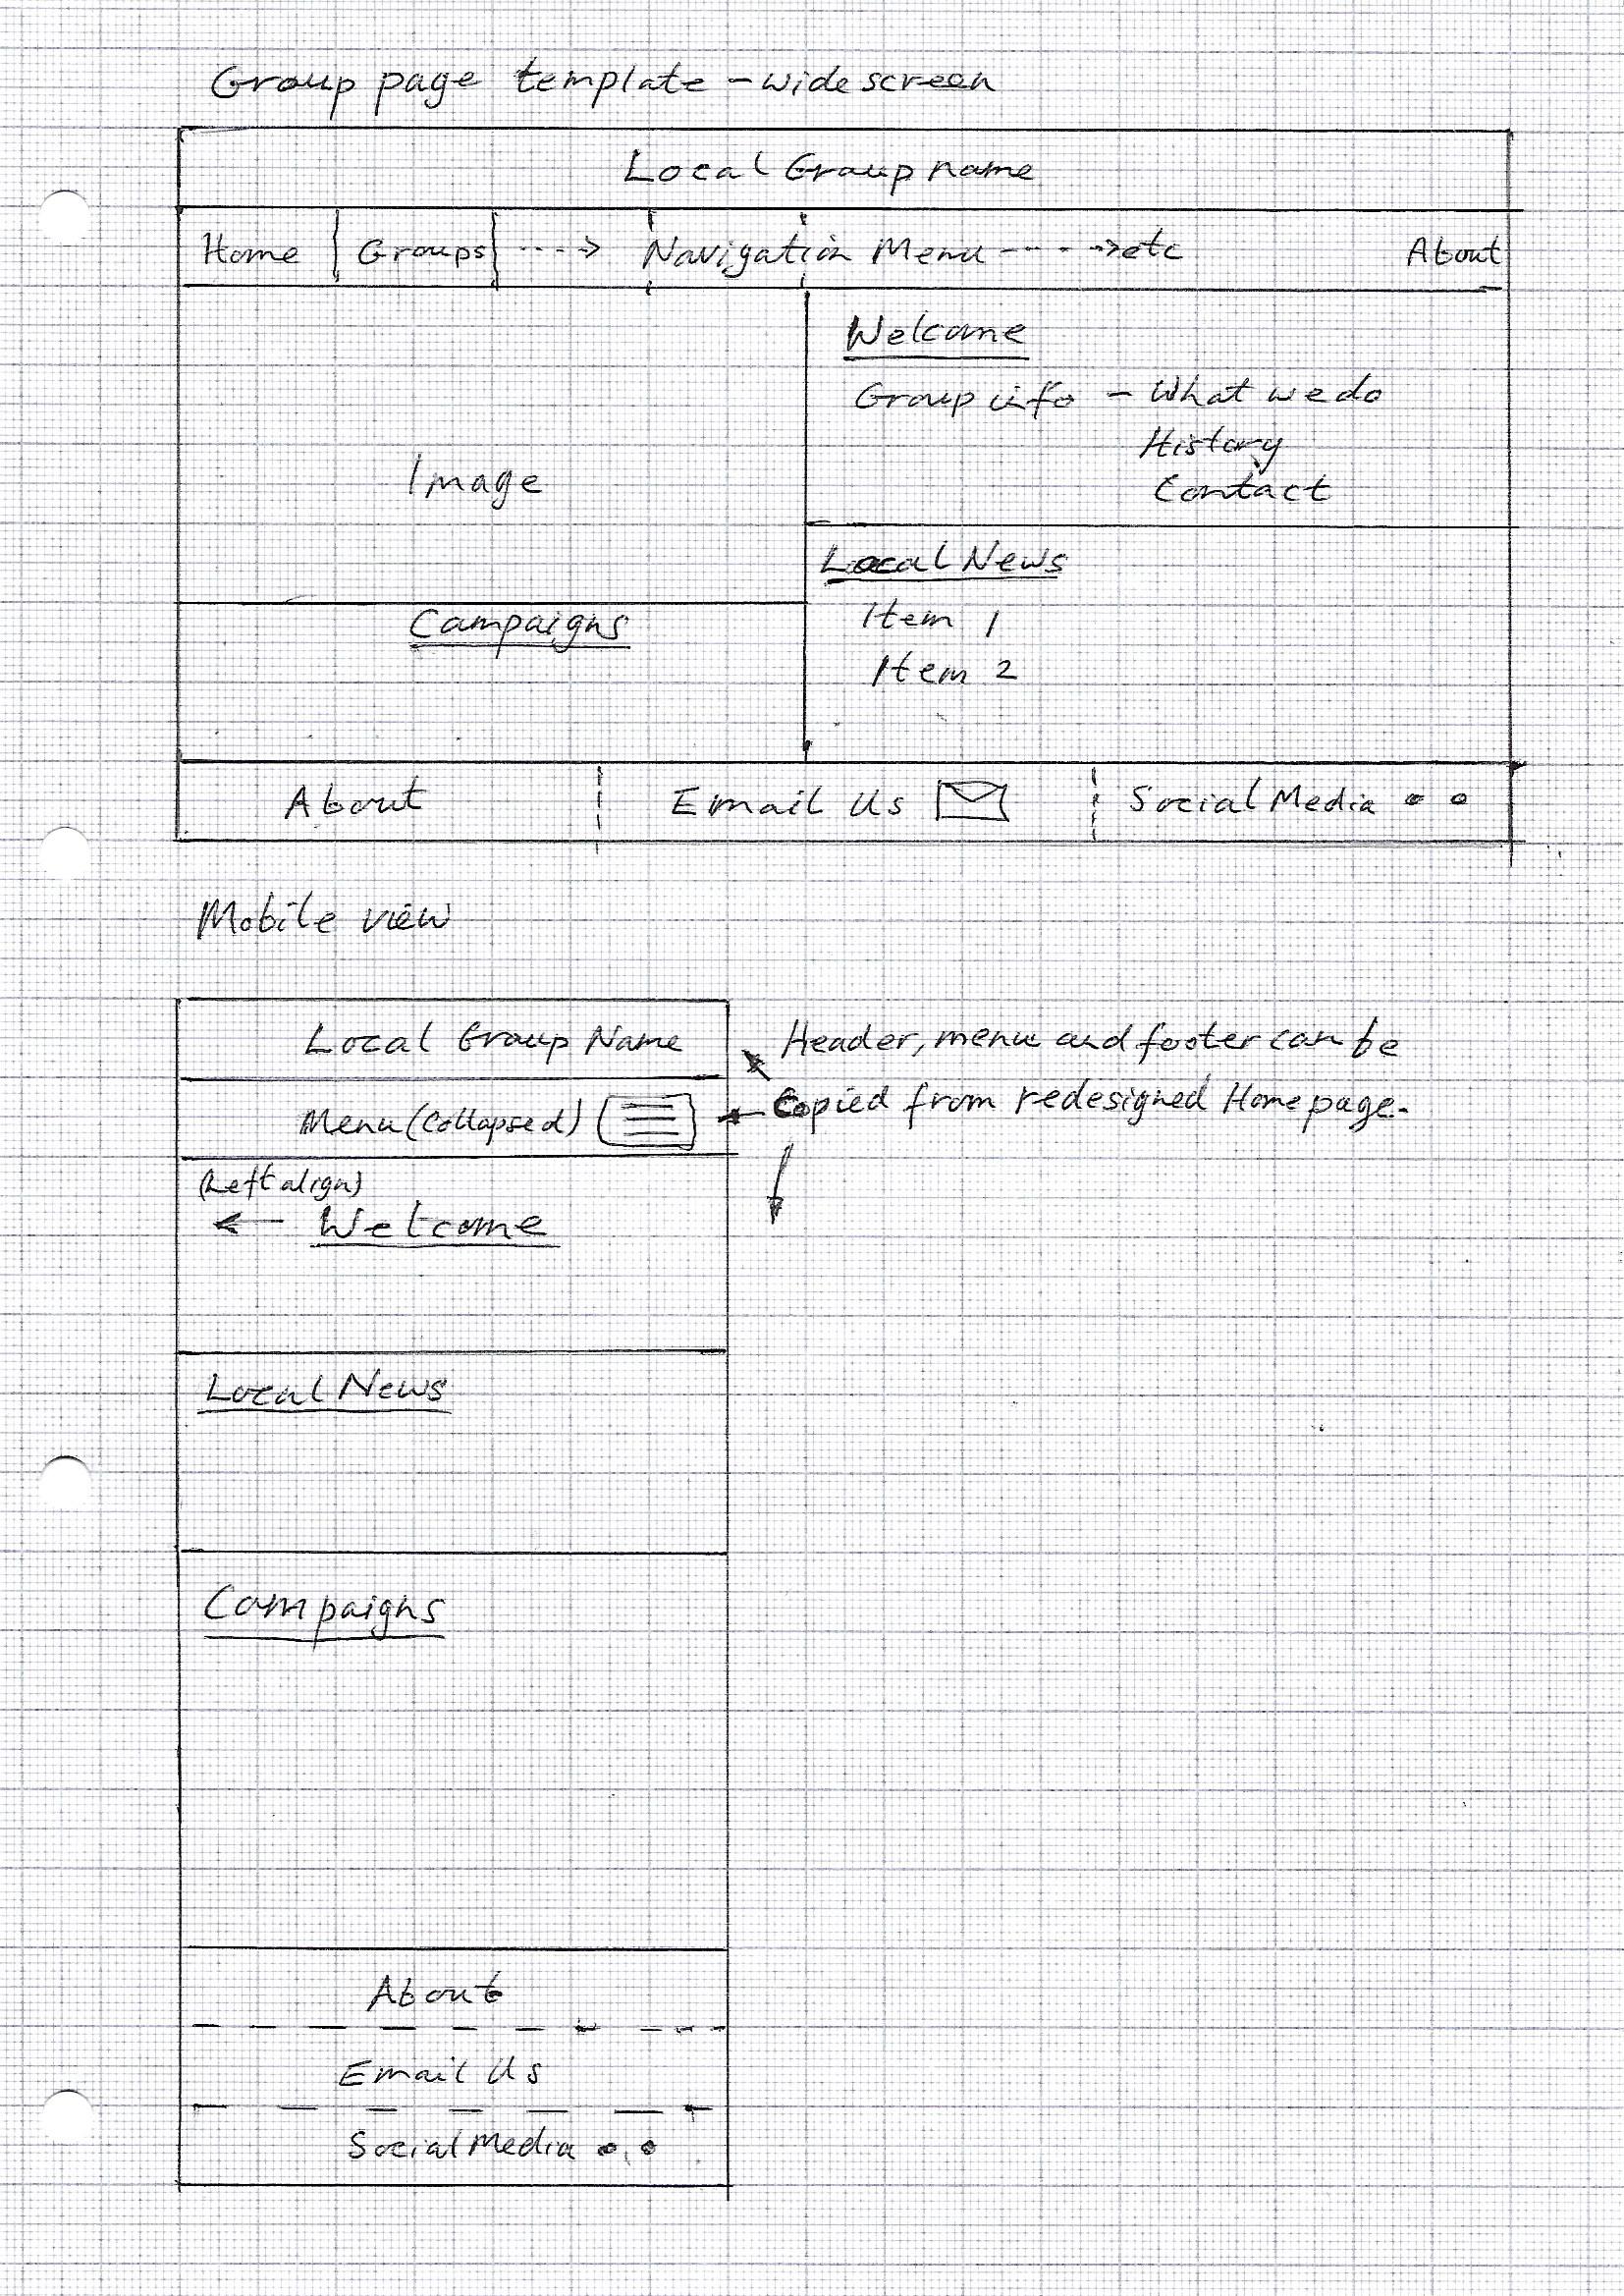 Group page template - wide screen
Local Group name
Home Groups ----> Navigation Menu ----> etc About
Image
Welcome
Group info - What we do
History
Contact
Local News
Item 1
Item 2
Campaigns
About Email Us Social Media
Mobile view
Local Group Name
Menu (Collapsed)
Header, menu and footer can be
Copied from redesigned Home page.
(Left align)
Welcome
Local News
Campaigns
About
Email Us
Social Media